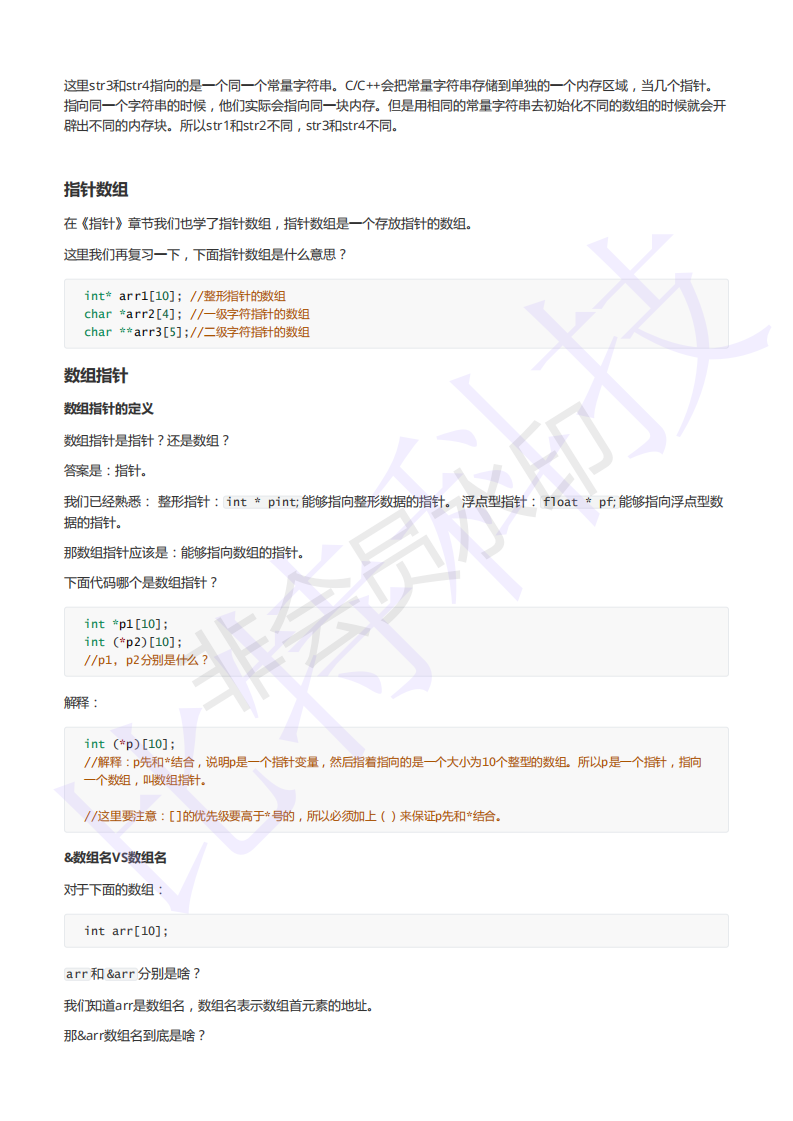 这里str3和str4指向的是一个同一个常量字符串。C/C++会把常量字符串存储到单独的一个内存区域，当几个指针。
指向同一个字符串的时候，他们实际会指向同一块内存。但是用相同的常量字符串去初始化不同的数组的时候就会开
辟出不同的内存块。所以str1和str2不同，str3和str4不同。
指针数组
在《指针》章节我们也学了指针数组，指针数组是一个存放指针的数组。
这里我们再复习一下，下面指针数组是什么意思？
int* arr1[10]; //整形指针的数组
char *arr2[4]; //一级字符指针的数组
char **arr3[5];//二级字符指针的数组
数组指针
数组指针的定义
数组指针是指针？还是数组？
答案是：指针。
我们已经熟悉： 整形指针： int * pint; 能够指向整形数据的指针。 浮点型指针： float * pf; 能够指向浮点型数
据的指针。
那数组指针应该是：能够指向数组的指针。
下面代码哪个是数组指针？
int *p1[10];
int (*p2)[10];
//p1, p2分别是什么？
解释：
int (*p)[10];
//解释：p先和*结合，说明p是一个指针变量，然后指着指向的是一个大小为10个整型的数组。所以p是一个指针，指向
一个数组，叫数组指针。
//这里要注意：[]的优先级要高于*号的，所以必须加上（）来保证p先和*结合。
&数组名VS数组名
对于下面的数组：
int arr[10];
arr 和 &arr 分别是啥？
我们知道arr是数组名，数组名表示数组首元素的地址。
那&arr数组名到底是啥？
比特科技
非会员水印